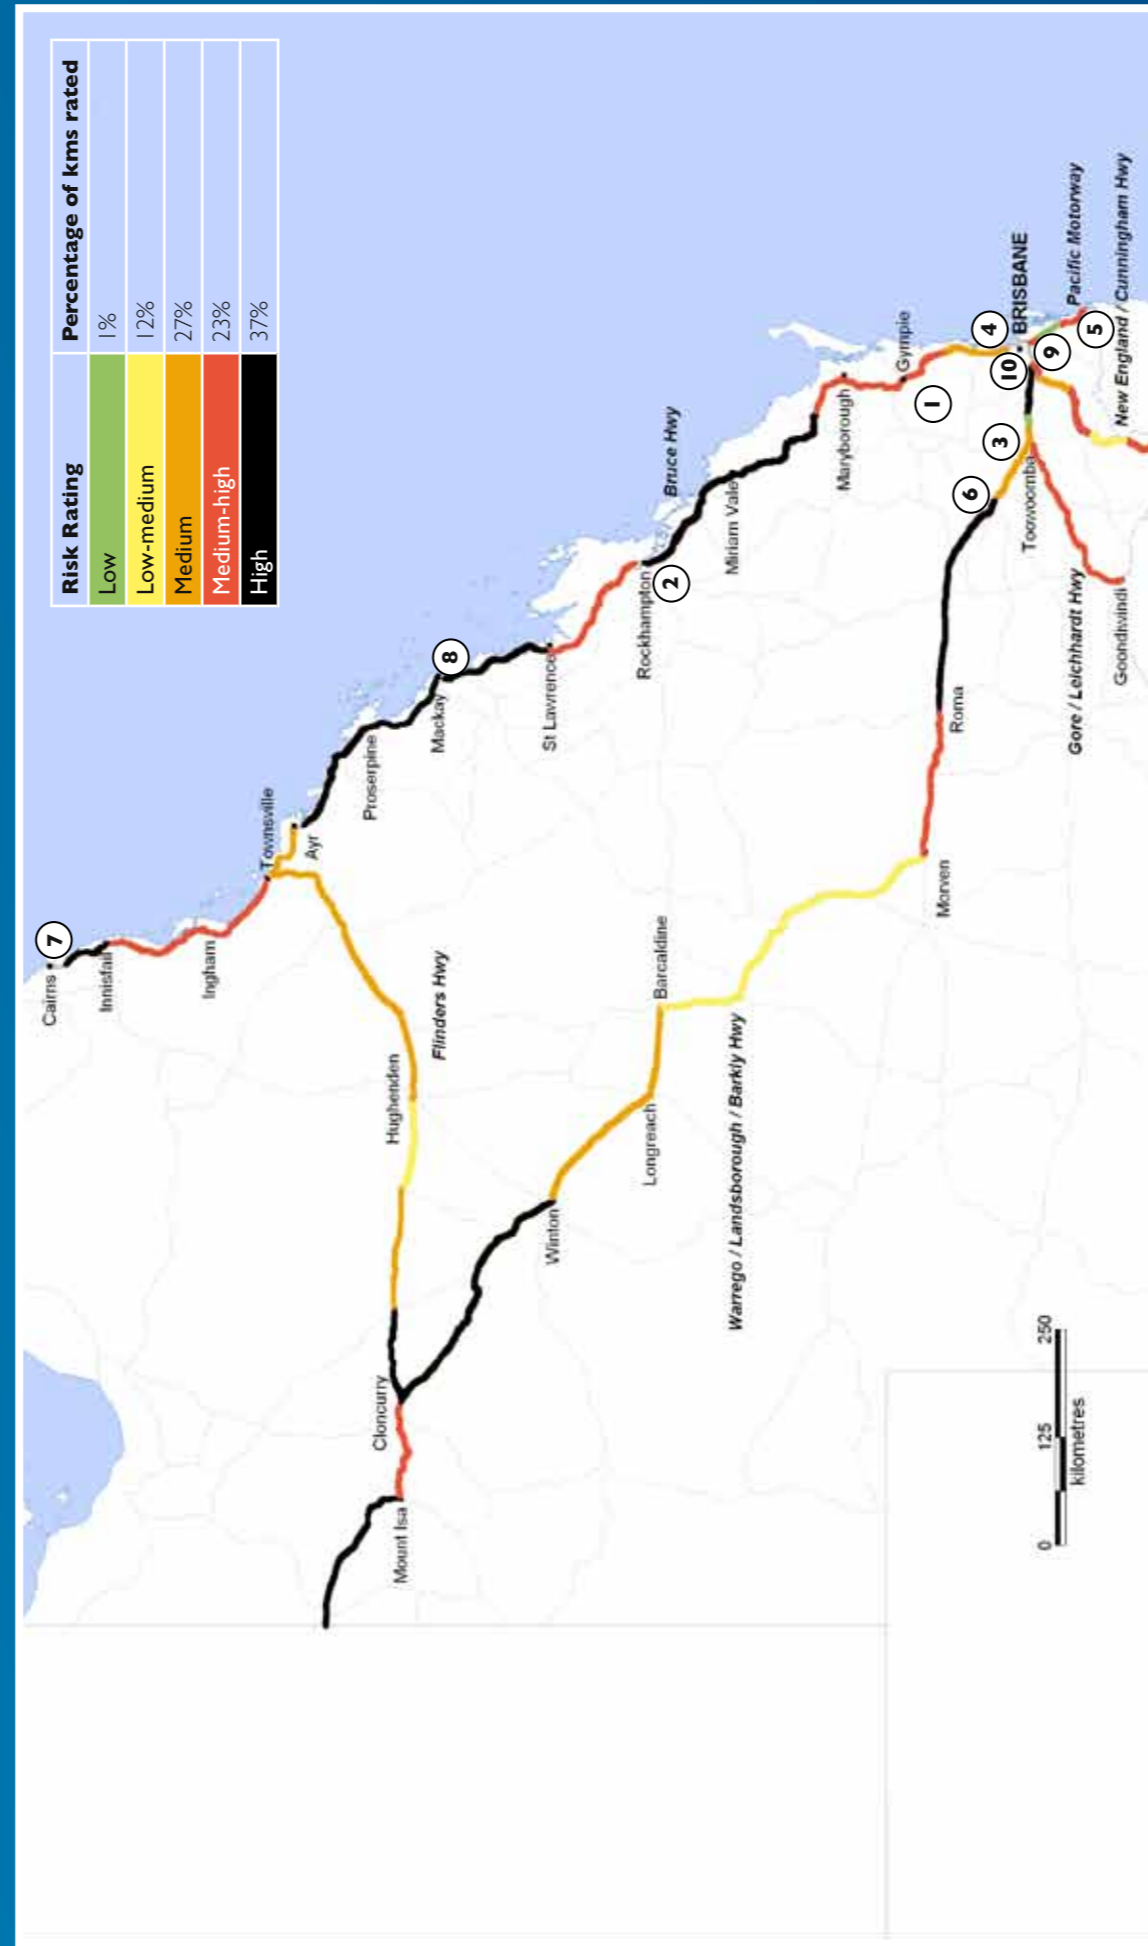 Risk Rating Percentage of kms rated
Low 1%
Low-medium 12%
Medium 27%
Medium-high 23%
High 37%
Cairns
7
Innisfail
Ingham
Townsville
Ayr
Proserpine
Mackay
8
St Lawrence
Rockhampton
2
Bruce Hwy
Miriam Vale
Maryborough
Gympie
1
4
BRISBANE
10
9
Pacific Motorway
5
New England / Cunningham Hwy
3
Toowoomba
6
Gore / Leichhardt Hwy
Goondiwindi
Roma
Morven
Barcaldine
Longreach
Warrego / Landsborough / Barkly Hwy
Winton
Flinders Hwy
Hughenden
Cloncurry
Mount Isa
0 125 250
kilometres